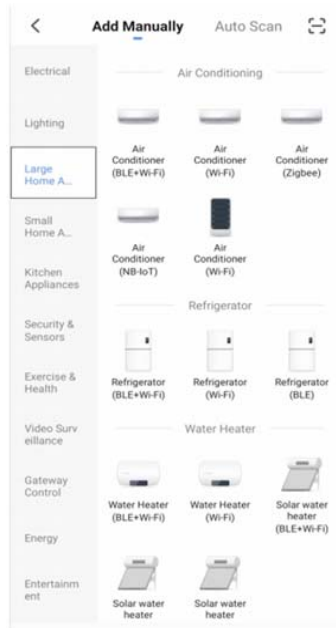 Add Manually
Auto Scan
Electrical
Lighting
Large
Home A...
Small
Home A...
Kitchen
Appliances
Security &
Sensors
Exercise &
Health
Video Surv
eillance
Gateway
Control
Energy
Entertainm
ent
Air Conditioning
Air
Conditioner
(BLE+Wi-Fi)
Air
Conditioner
(Wi-Fi)
Air
Conditioner
(Zigbee)
Air
Conditioner
(NB-IoT)
Air
Conditioner
(Wi-Fi)
Refrigerator
Refrigerator
(BLE+Wi-Fi)
Refrigerator
(Wi-Fi)
Refrigerator
(BLE)
Water Heater
Water Heater
(BLE+Wi-Fi)
Water Heater
(Wi-Fi)
Solar water
heater
(BLE+Wi-Fi)
Solar water
heater
Solar water
heater